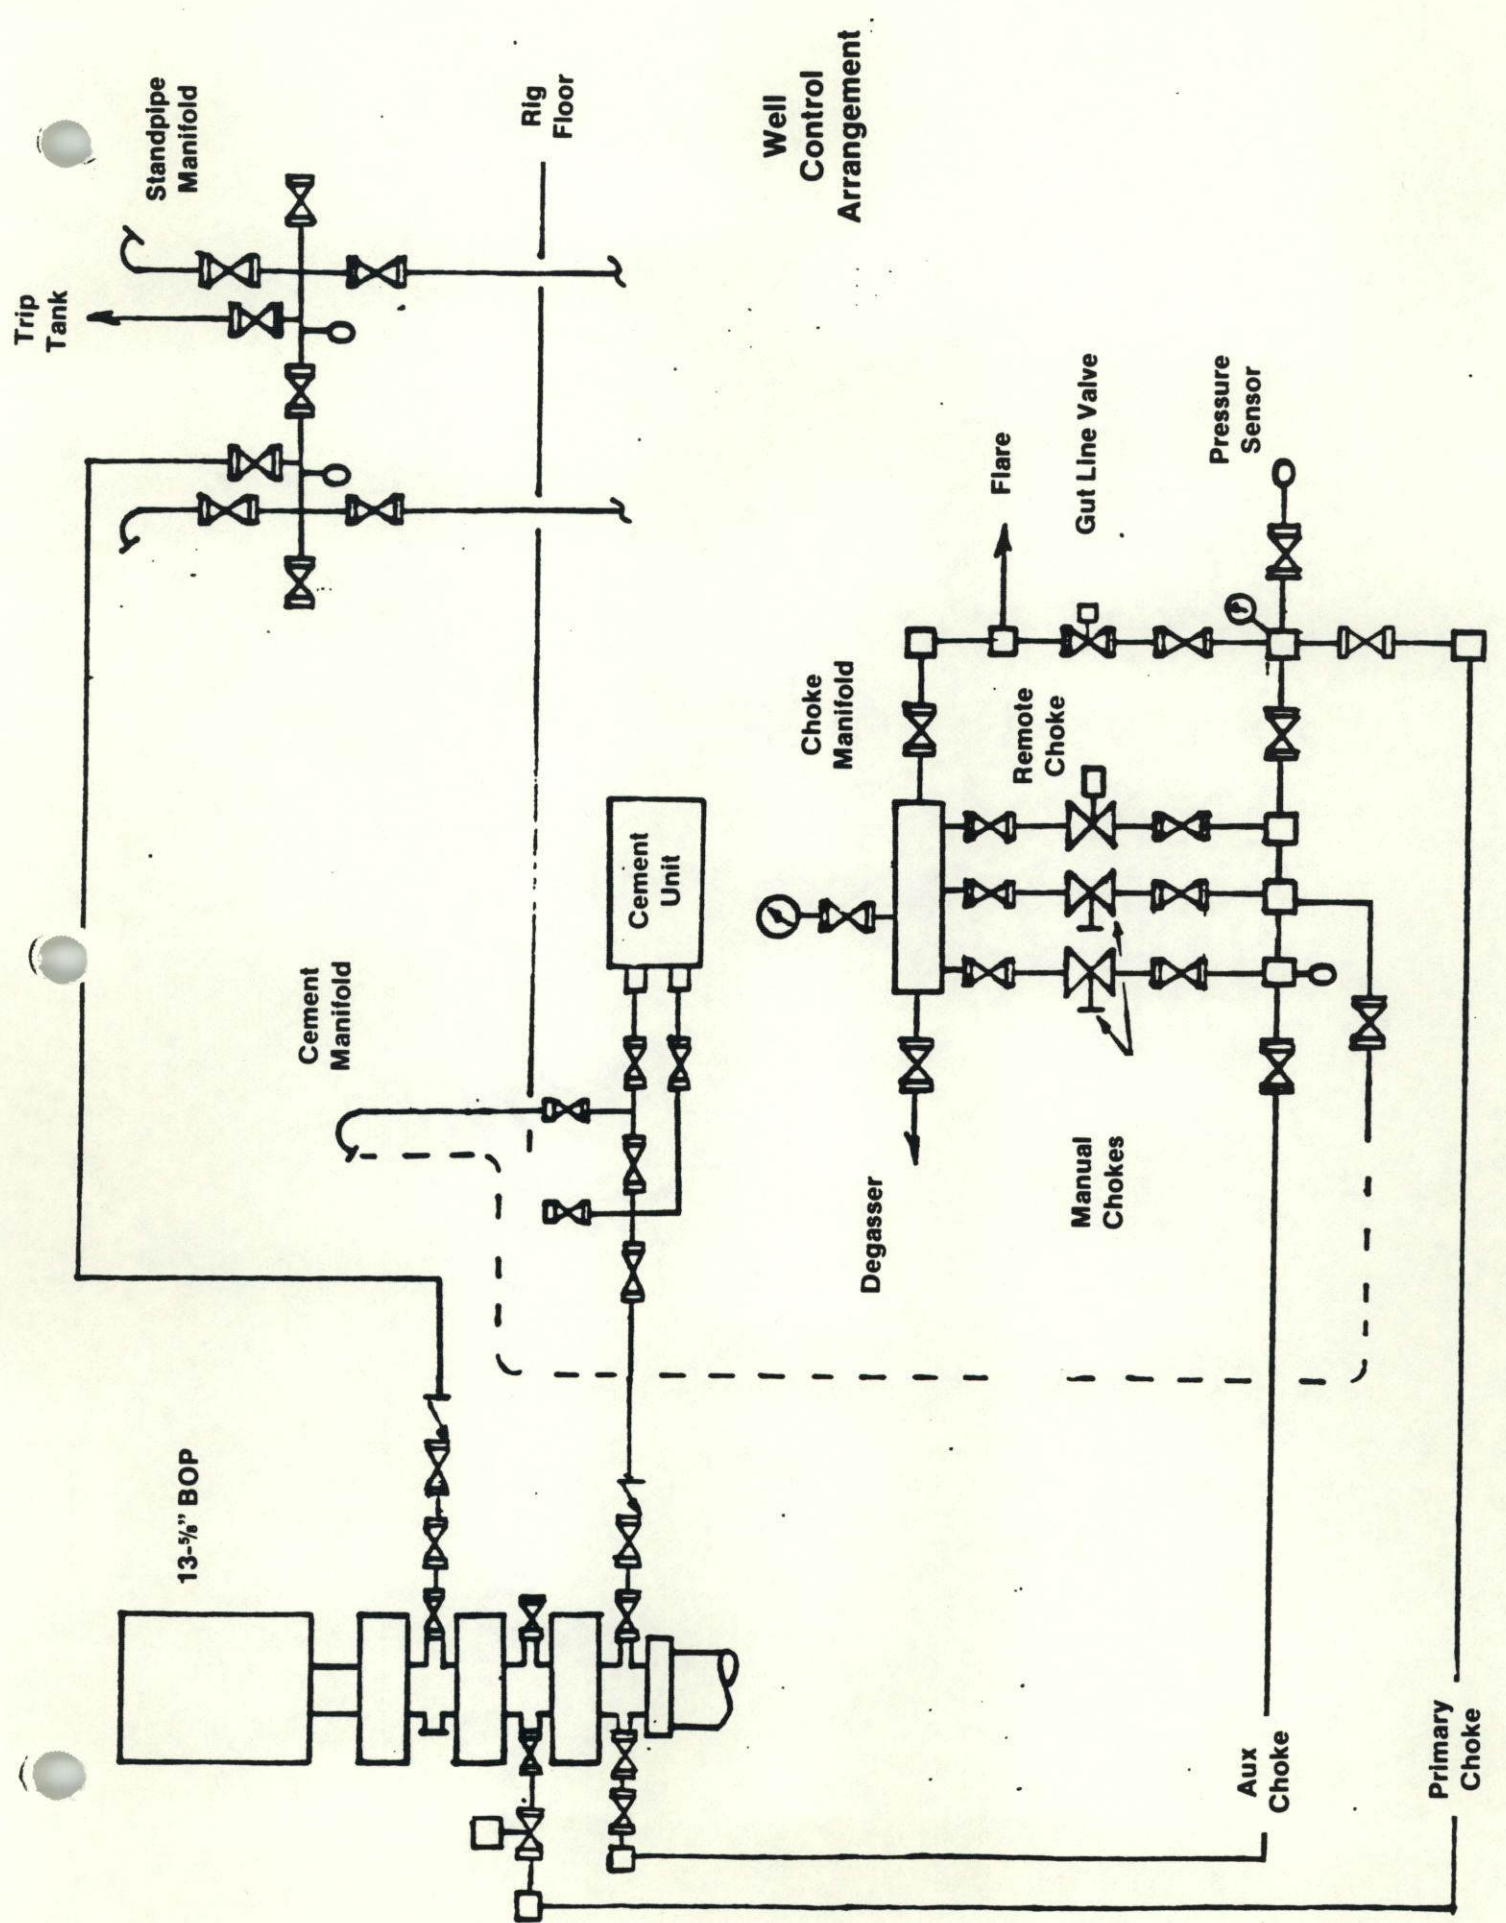 Well
Control
Arrangement
Standpipe
Manifold
Trip
Tank
Rig
Floor
Cement
Manifold
Cement
Unit
13-⅝" BOP
Choke
Manifold
Remote
Choke
Flare
Gut Line Valve
Pressure
Sensor
Degasser
Manual
Chokes
Aux
Choke
Primary
Choke